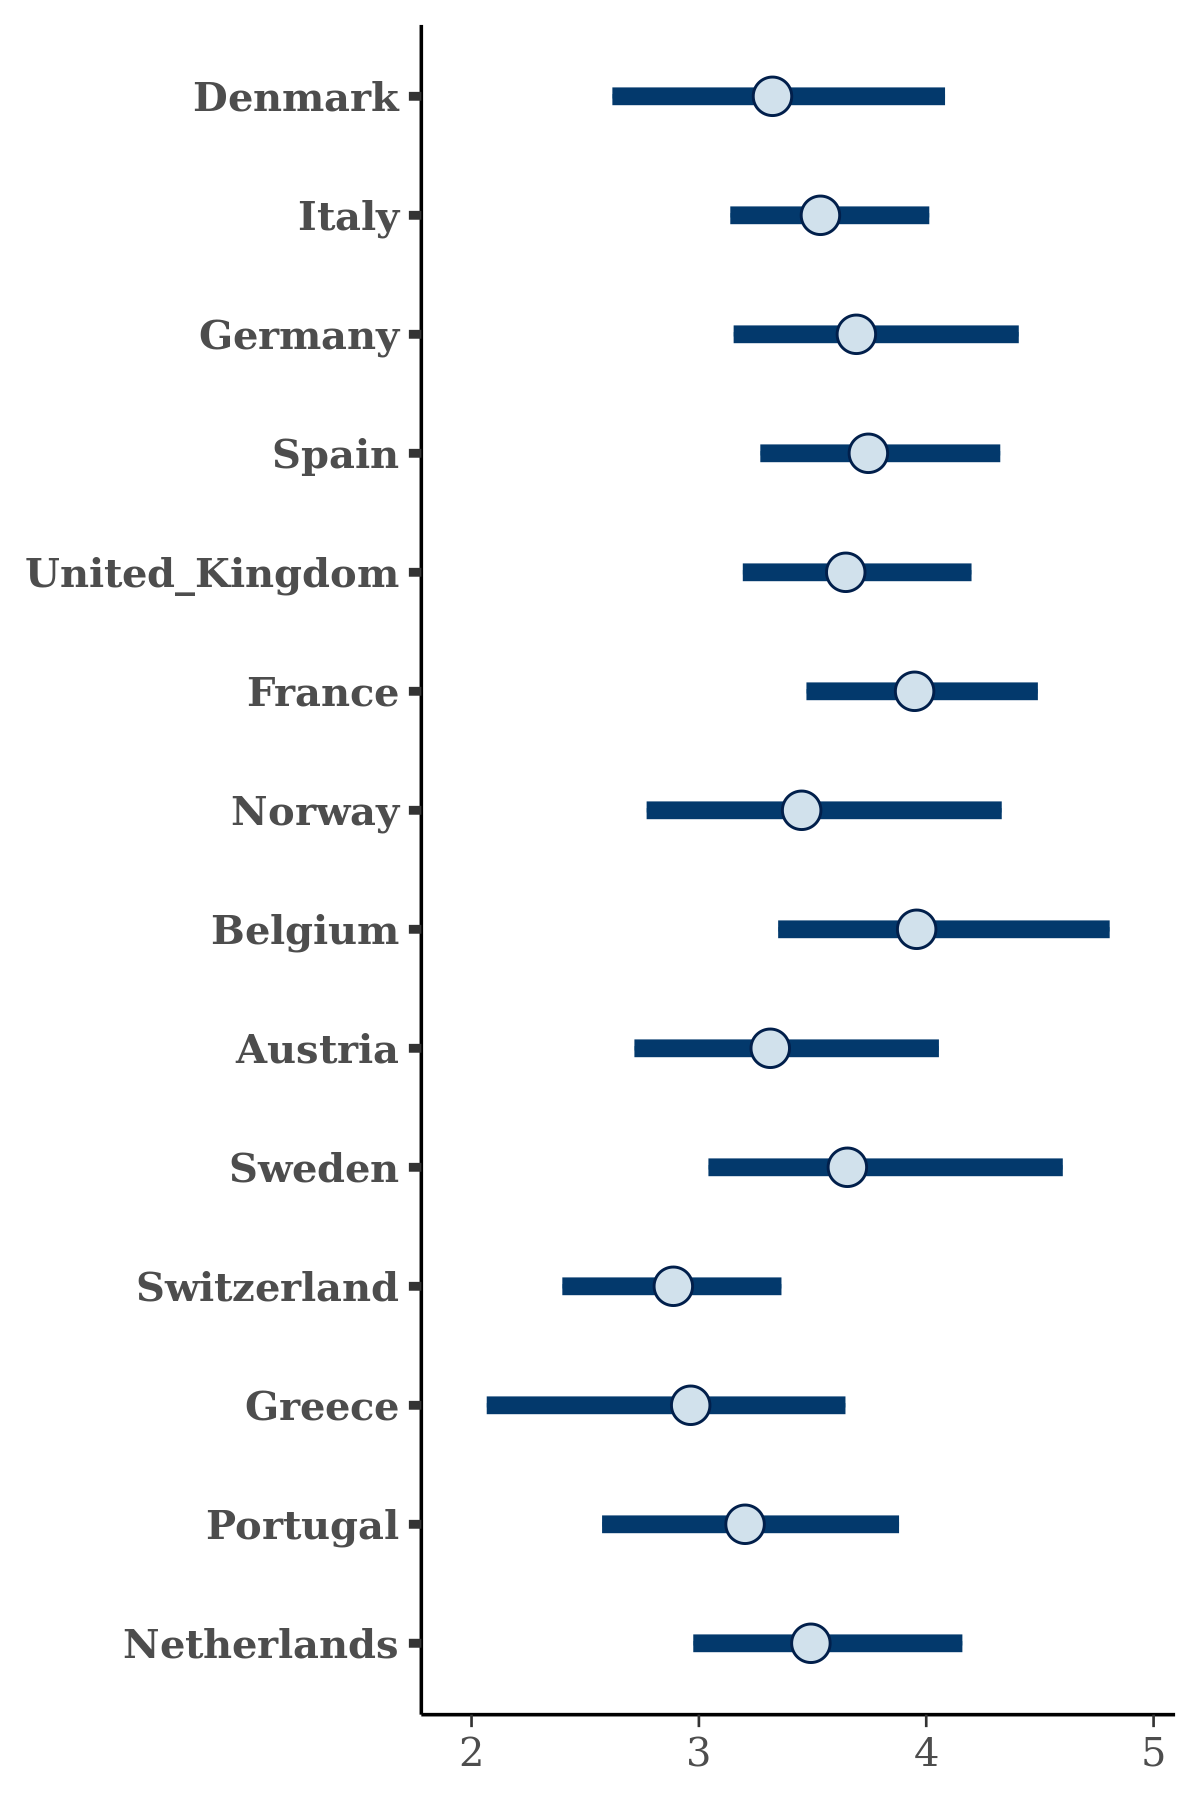 Denmark
Italy
Germany
Spain
United_Kingdom
France
Norway
Belgium
Austria
Sweden
Switzerland
Greece
Portugal
Netherlands
2 3 4 5